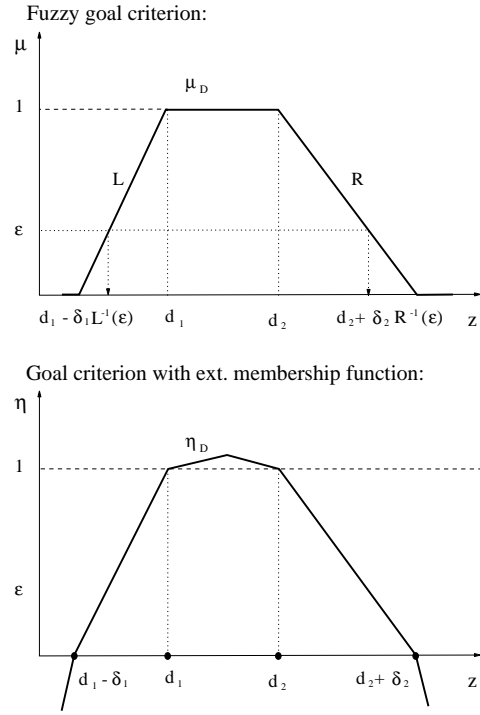 Fuzzy goal criterion:
μ
μ_D
1
L R
ε
d_1 - δ_1 L^-1(ε) d_1 d_2 d_2 + δ_2 R^-1(ε) z
Goal criterion with ext. membership function:
η
η_D
1
ε
d_1 - δ_1 d_1 d_2 d_2 + δ_2 z